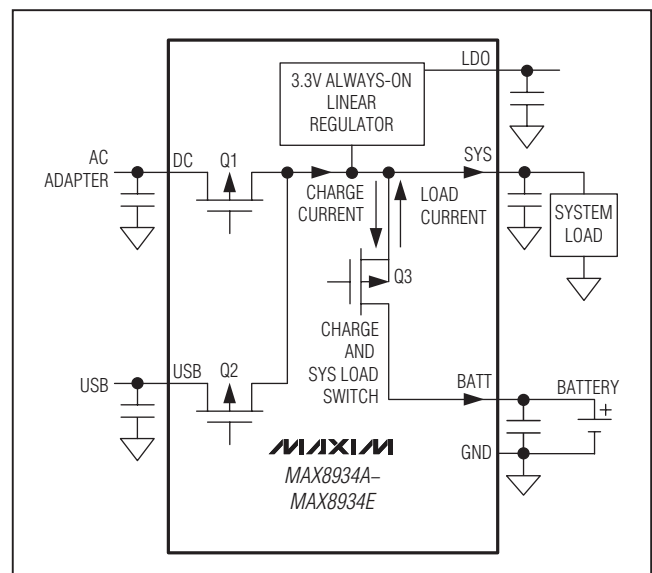 3.3V ALWAYS-ON
LINEAR
REGULATOR
LDO
AC
ADAPTER
DC
Q1
SYS
CHARGE
CURRENT
LOAD
CURRENT
SYSTEM
LOAD
Q3
CHARGE
AND
SYS LOAD
SWITCH
USB
USB
Q2
BATT
BATTERY
+
GND
MAXIM
MAX8934A–
MAX8934E